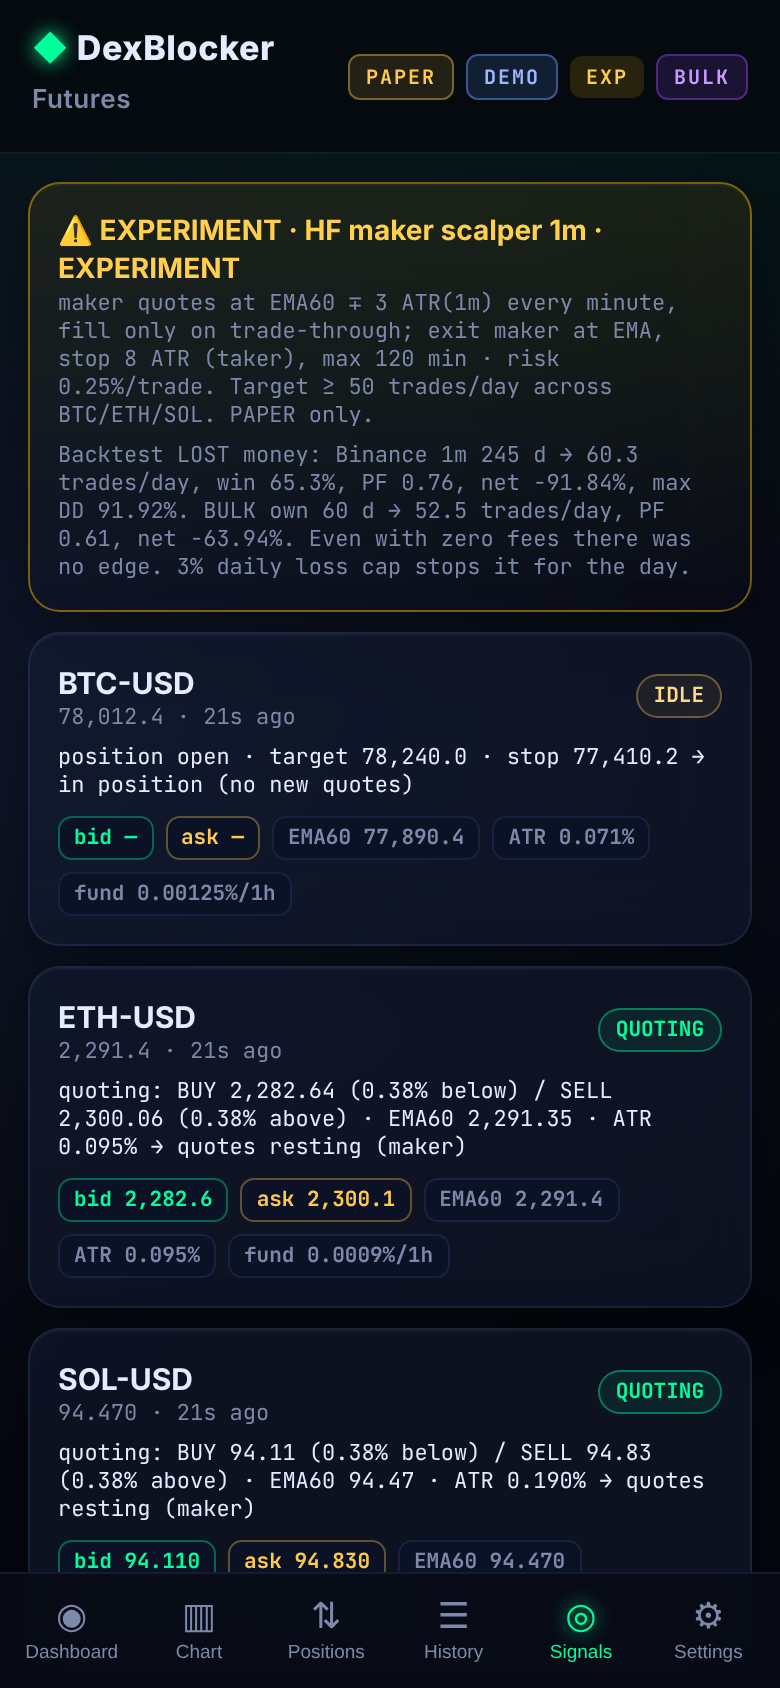 DexBlocker
Futures
PAPER
DEMO
EXP
BULK
⚠️ EXPERIMENT · HF maker scalper 1m ·
EXPERIMENT
maker quotes at EMA60 ∓ 3 ATR(1m) every minute,
fill only on trade-through; exit maker at EMA,
stop 8 ATR (taker), max 120 min · risk
0.25%/trade. Target ≥ 50 trades/day across
BTC/ETH/SOL. PAPER only.
Backtest LOST money: Binance 1m 245 d → 60.3
trades/day, win 65.3%, PF 0.76, net -91.84%, max
DD 91.92%. BULK own 60 d → 52.5 trades/day, PF
0.61, net -63.94%. Even with zero fees there was
no edge. 3% daily loss cap stops it for the day.
BTC-USD
IDLE
78,012.4 · 21s ago
position open · target 78,240.0 · stop 77,410.2 →
in position (no new quotes)
bid —
ask —
EMA60 77,890.4
ATR 0.071%
fund 0.00125%/1h
ETH-USD
QUOTING
2,291.4 · 21s ago
quoting: BUY 2,282.64 (0.38% below) / SELL
2,300.06 (0.38% above) · EMA60 2,291.35 · ATR
0.095% → quotes resting (maker)
bid 2,282.6
ask 2,300.1
EMA60 2,291.4
ATR 0.095%
fund 0.0009%/1h
SOL-USD
QUOTING
94.470 · 21s ago
quoting: BUY 94.11 (0.38% below) / SELL 94.83
(0.38% above) · EMA60 94.47 · ATR 0.190% → quotes
resting (maker)
bid 94.110
ask 94.830
EMA60 94.470
Dashboard
Chart
Positions
History
Signals
Settings